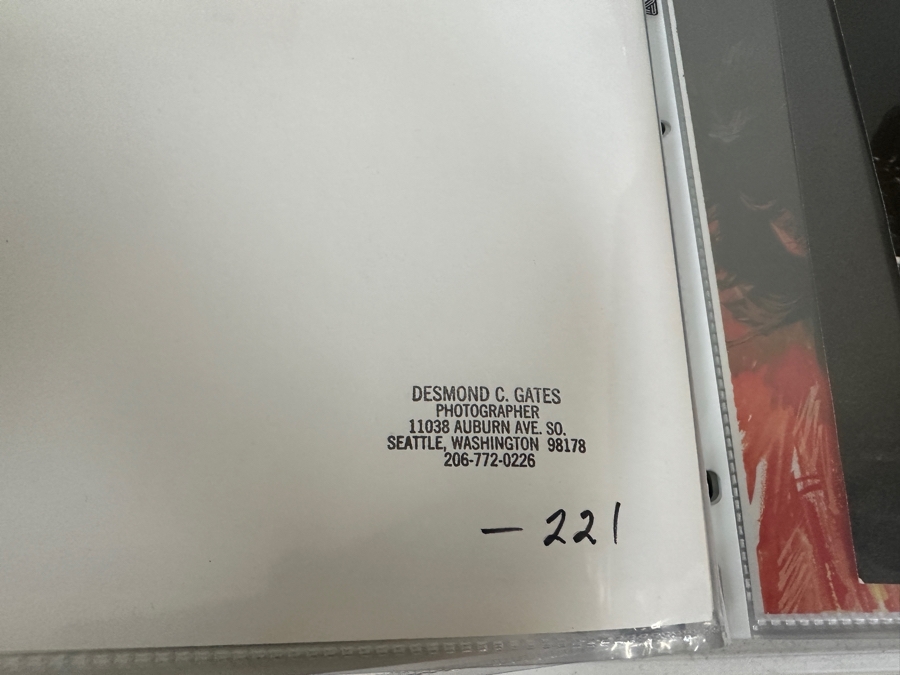 DESMOND C. GATES
PHOTOGRAPHER
11038 AUBURN AVE. SO.
SEATTLE, WASHINGTON 98178
206-772-0226
— 221